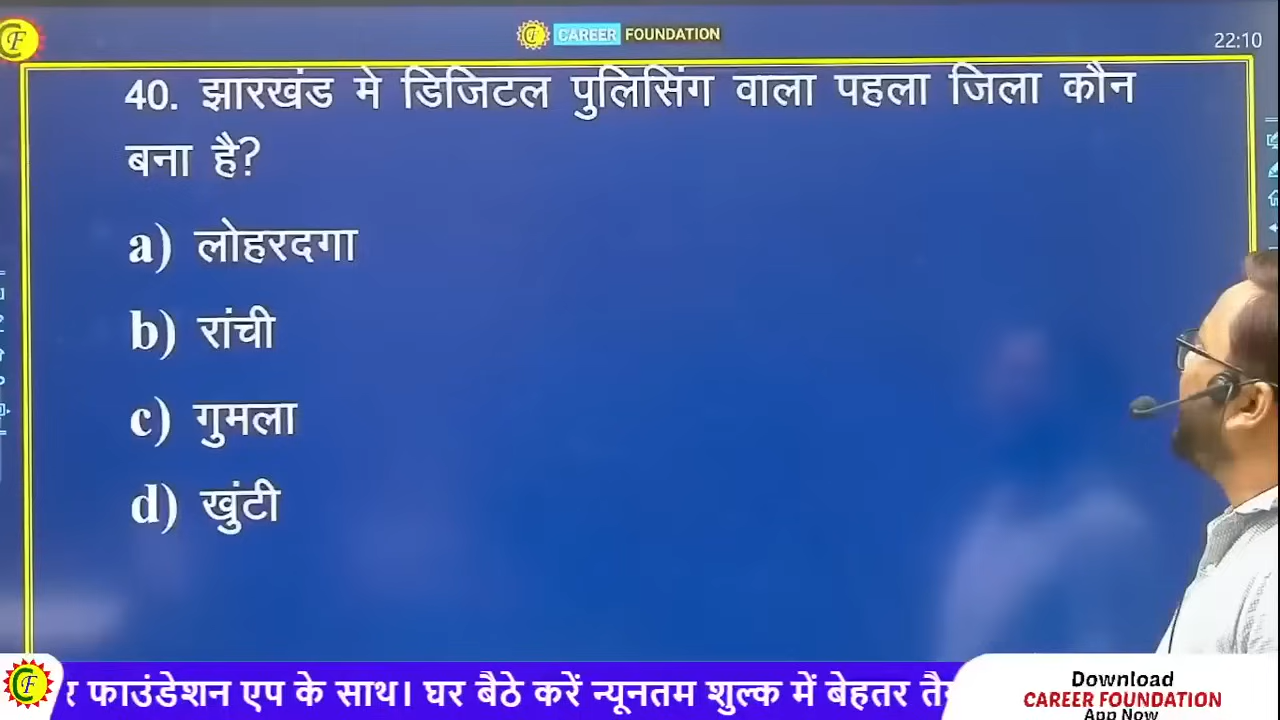 CAREER FOUNDATION
22:10
40. झारखंड मे डिजिटल पुलिसिंग वाला पहला जिला कौन
बना है?
a) लोहरदगा
b) रांची
c) गुमला
d) खुंटी
फाउंडेशन एप के साथ। घर बैठे करें न्यूनतम शुल्क में बेहतर
Download
CAREER FOUNDATION
App Now